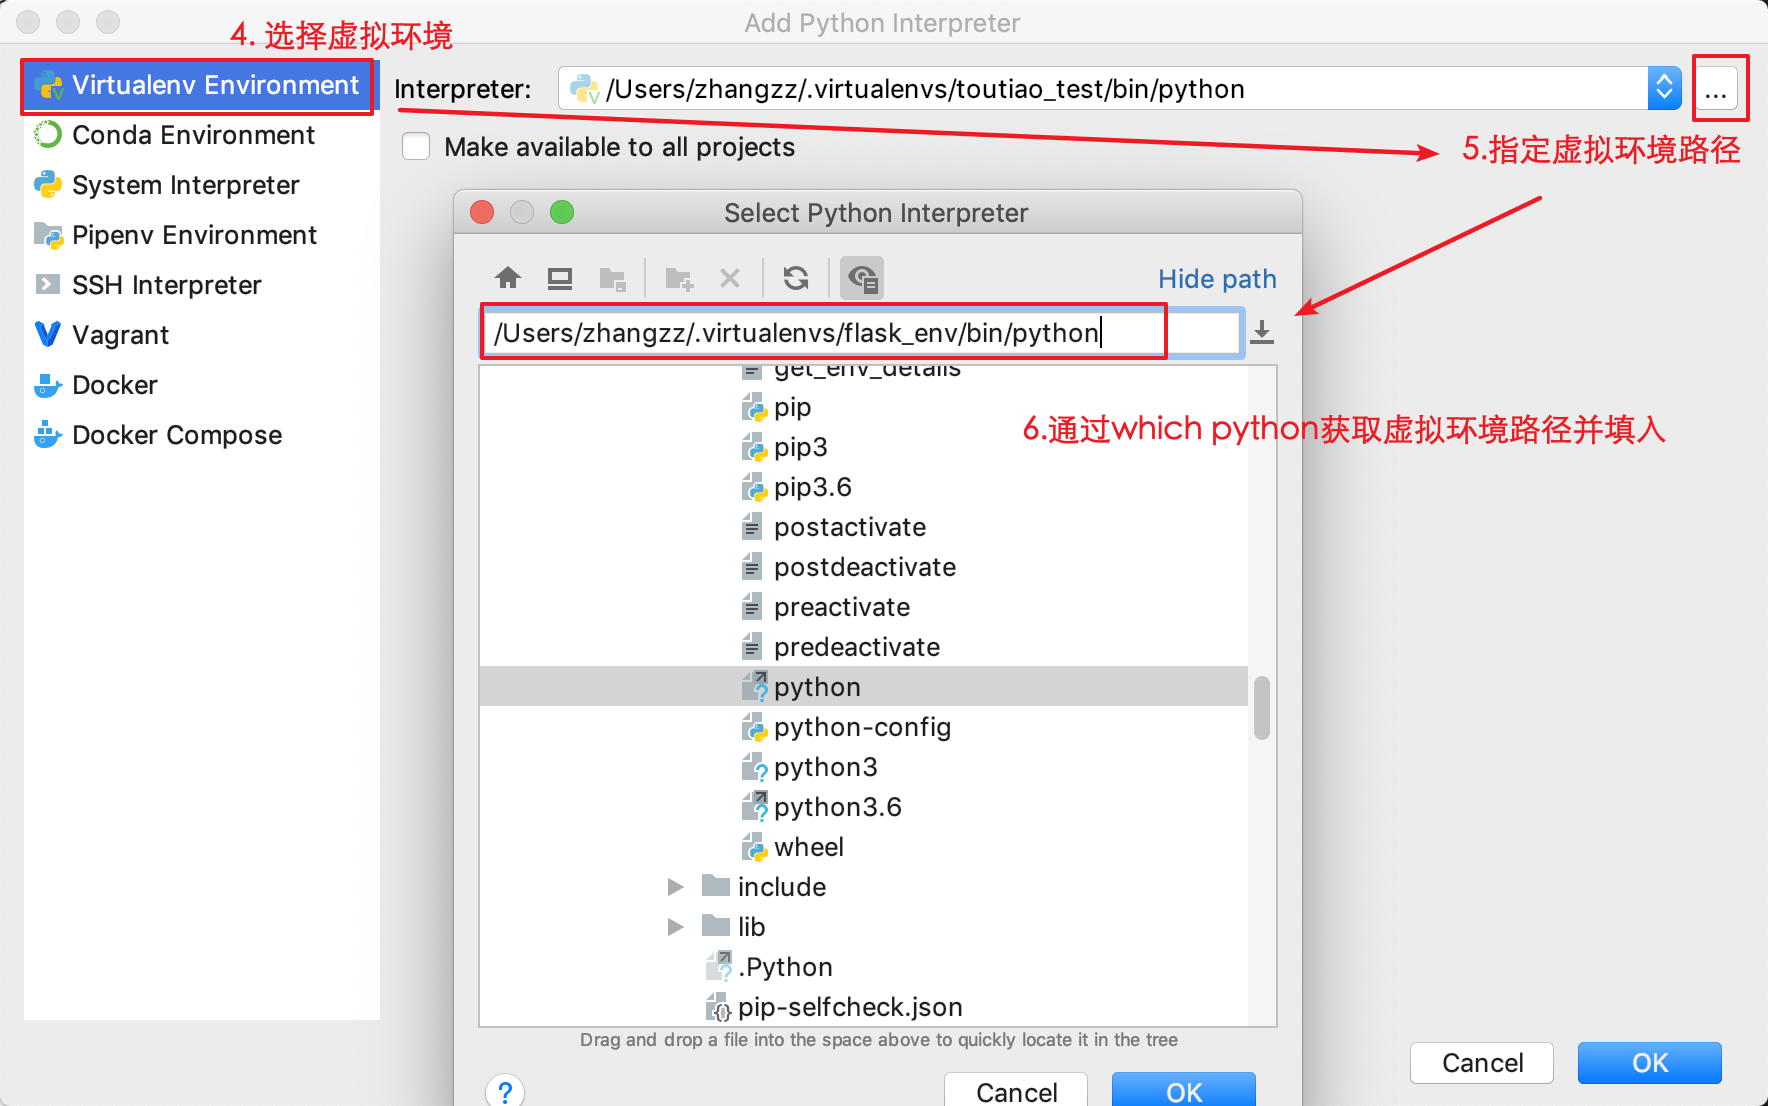 Add Python Interpreter
4. 选择虚拟环境
Virtualenv Environment
Conda Environment
System Interpreter
Pipenv Environment
SSH Interpreter
Vagrant
Docker
Docker Compose
Interpreter: /Users/zhangzz/.virtualenvs/toutiao_test/bin/python ...
Make available to all projects
5.指定虚拟环境路径
Select Python Interpreter
Hide path
/Users/zhangzz/.virtualenvs/flask_env/bin/python
get_env_details
pip
6.通过which python获取虚拟环境路径并填入
pip3
pip3.6
postactivate
postdeactivate
preactivate
predeactivate
python
python-config
python3
python3.6
wheel
include
lib
.Python
pip-selfcheck.json
Drag and drop a file into the space above to quickly locate it in the tree
? Cancel OK
Cancel OK